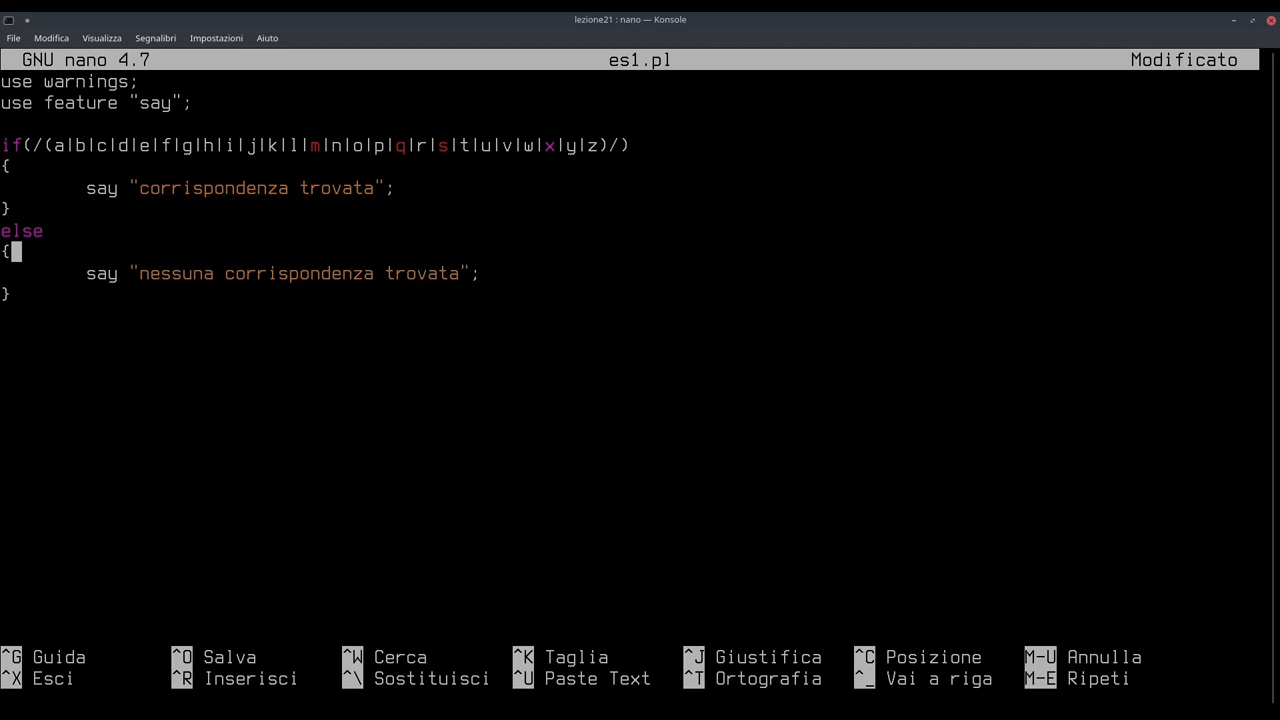 lezione21 : nano — Konsole
File Modifica Visualizza Segnalibri Impostazioni Aiuto
GNU nano 4.7 es1.pl Modificato
use warnings;
use feature "say";
if(/(a|b|c|d|e|f|g|h|i|j|k|l|m|n|o|p|q|r|s|t|u|v|w|x|y|z)/)
{
say "corrispondenza trovata";
}
else
{
say "nessuna corrispondenza trovata";
}
^G Guida ^O Salva ^W Cerca ^K Taglia ^J Giustifica ^C Posizione M-U Annulla
^X Esci ^R Inserisci ^\ Sostituisci ^U Paste Text ^T Ortografia ^_ Vai a riga M-E Ripeti